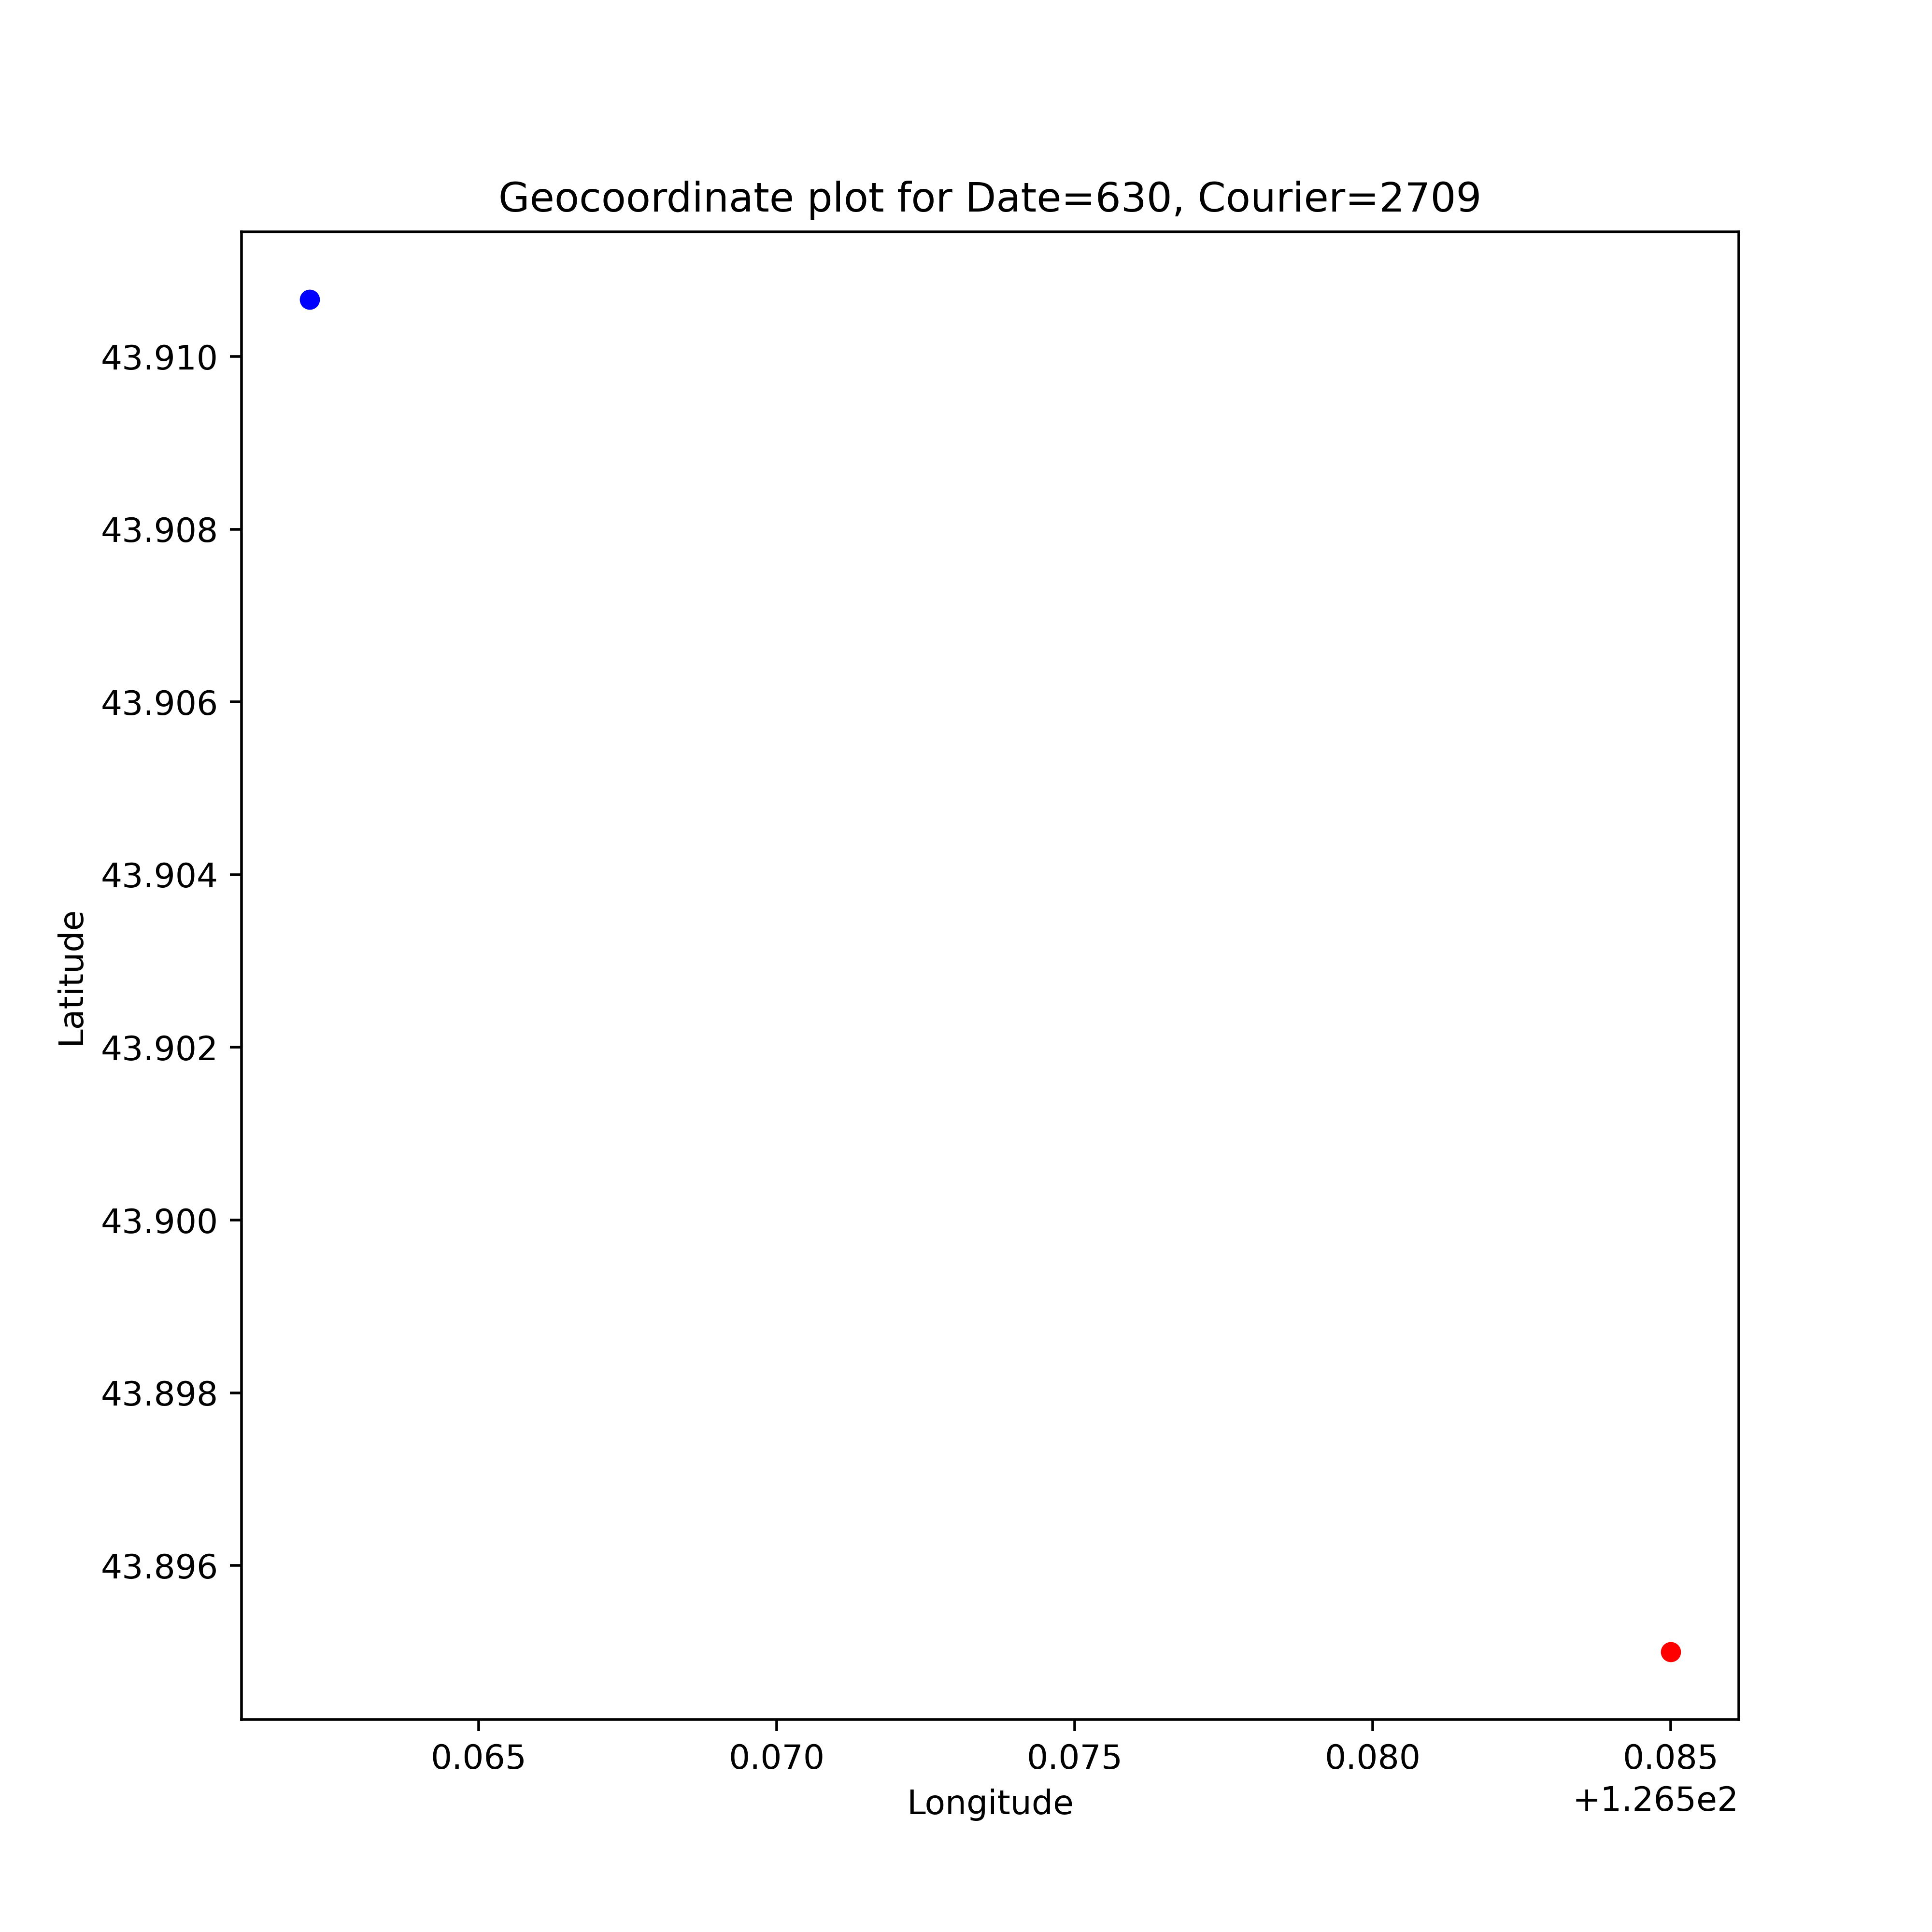 Geocoordinate plot for Date=630, Courier=2709
43.910
43.908
43.906
43.904
43.902
43.900
43.898
43.896
Latitude
0.065 0.070 0.075 0.080 0.085
+1.265e2
Longitude